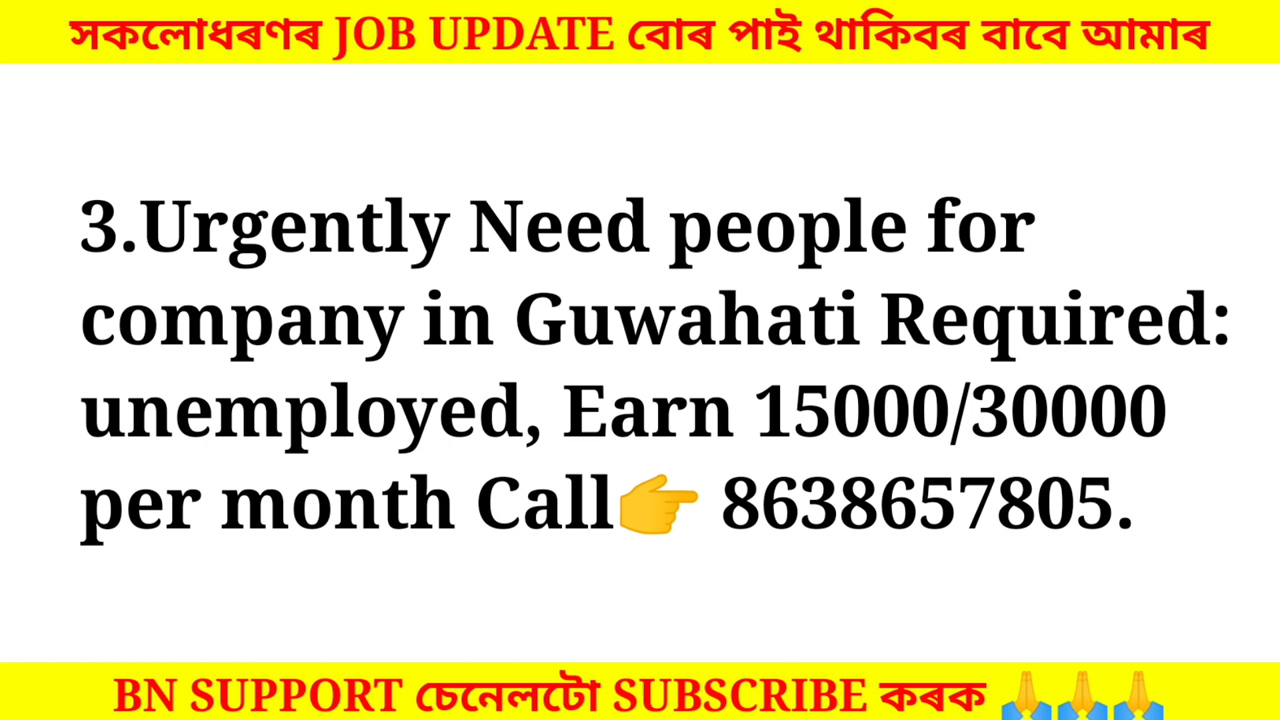 সকলোধৰণৰ JOB UPDATE বোৰ পাই থাকিবৰ বাবে আমাৰ
3.Urgently Need people for
company in Guwahati Required:
unemployed, Earn 15000/30000
per month Call👉 8638657805.
BN SUPPORT চেনেলটো SUBSCRIBE কৰক 🙏🙏🙏